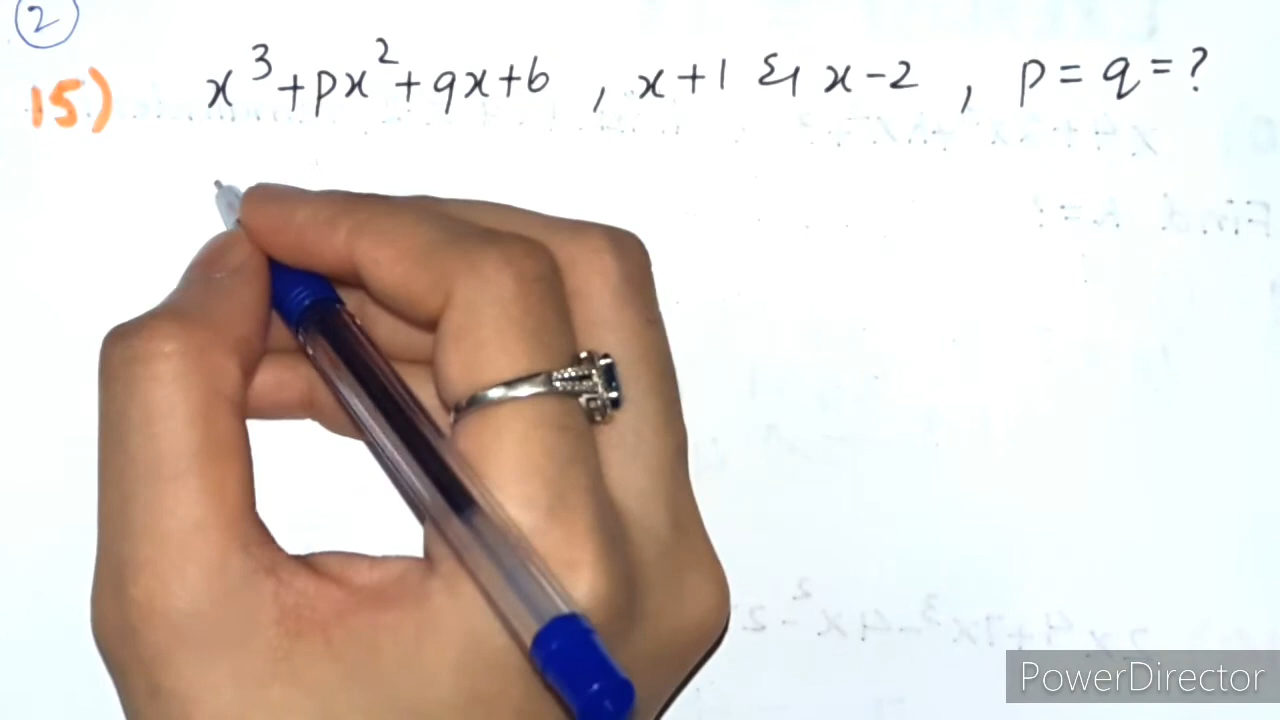 2
15) x³+px²+qx+6 , x+1 & x-2 , p= q=?
PowerDirector